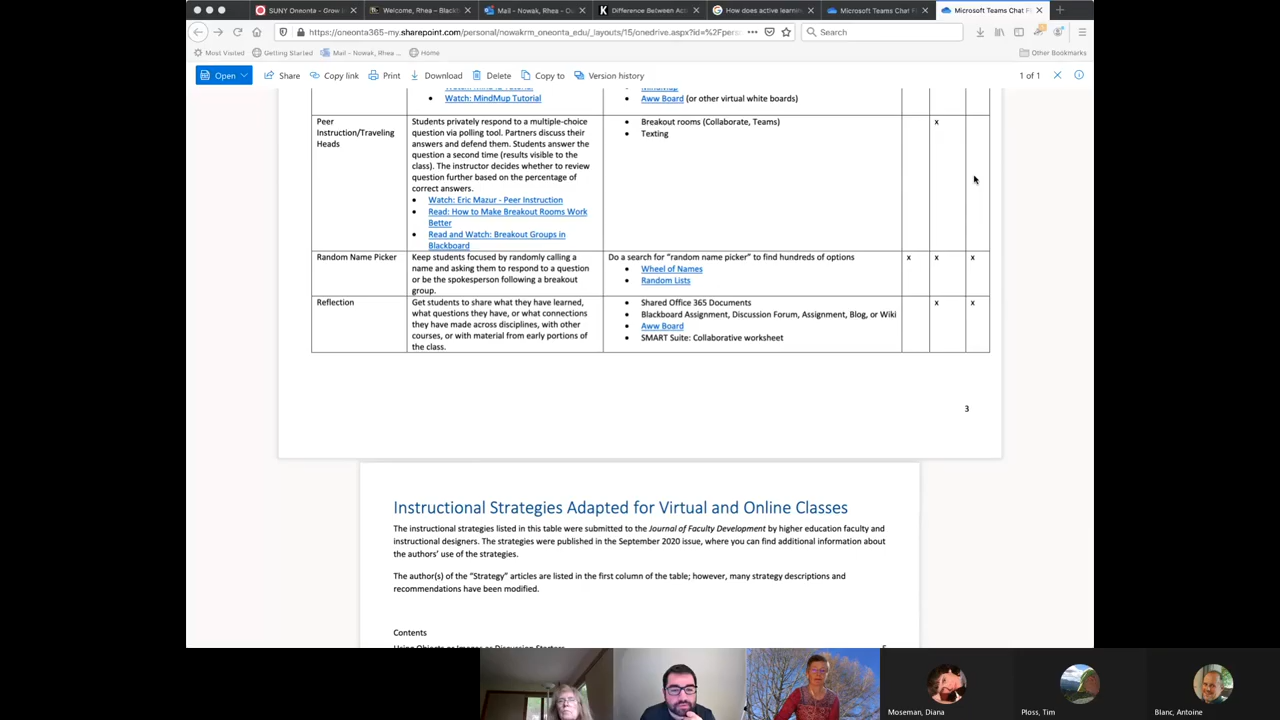 SUNY Oneonta - Grow i
Welcome, Rhea – Blackb
Mail - Nowak, Rhea - Ou
Difference Between Act
How does active learnin
Microsoft Teams Chat Fi
Microsoft Teams Chat Fi
https://oneonta365-my.sharepoint.com/personal/nowakrm_oneonta_edu/_layouts/15/onedrive.aspx?id=%2Fpers
Search
Most Visited
Getting Started
Mail - Nowak, Rhea ...
Home
Other Bookmarks
Open
Share
Copy link
Print
Download
Delete
Copy to
Version history
1 of 1
Watch: MindMup Tutorial
MindMup
Aww Board (or other virtual white boards)
Peer
Instruction/Traveling
Heads
Students privately respond to a multiple-choice
question via polling tool. Partners discuss their
answers and defend them. Students answer the
question a second time (results visible to the
class). The instructor decides whether to review
question further based on the percentage of
correct answers.
Watch: Eric Mazur - Peer Instruction
Read: How to Make Breakout Rooms Work
Better
Read and Watch: Breakout Groups in
Blackboard
Breakout rooms (Collaborate, Teams)
Texting
x
Random Name Picker
Keep students focused by randomly calling a
name and asking them to respond to a question
or be the spokesperson following a breakout
group.
Do a search for "random name picker" to find hundreds of options
Wheel of Names
Random Lists
x
x
x
Reflection
Get students to share what they have learned,
what questions they have, or what connections
they have made across disciplines, with other
courses, or with material from early portions of
the class.
Shared Office 365 Documents
Blackboard Assignment, Discussion Forum, Assignment, Blog, or Wiki
Aww Board
SMART Suite: Collaborative worksheet
x
x
3
Instructional Strategies Adapted for Virtual and Online Classes
The instructional strategies listed in this table were submitted to the Journal of Faculty Development by higher education faculty and
instructional designers. The strategies were published in the September 2020 issue, where you can find additional information about
the authors' use of the strategies.
The author(s) of the "Strategy" articles are listed in the first column of the table; however, many strategy descriptions and
recommendations have been modified.
Contents
Using Objects or Images as Discussion Starters
5
Moseman, Diana
Ploss, Tim
Blanc, Antoine